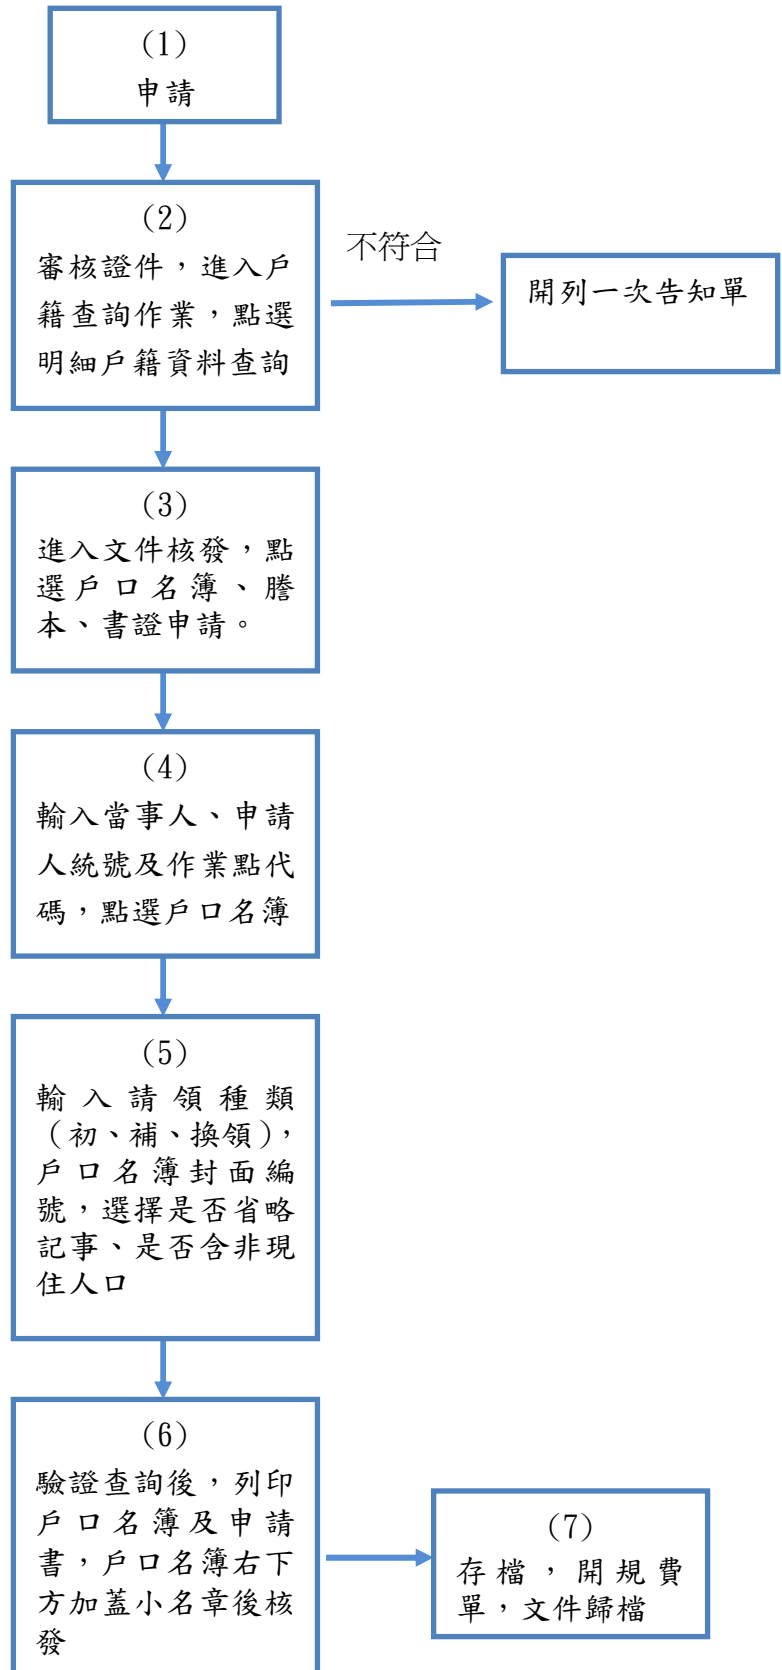 (1)
申請
(2)
審核證件，進入戶
籍查詢作業，點選
明細戶籍資料查詢
不符合
開列一次告知單
(3)
進入文件核發，點
選戶口名簿、謄
本、書證申請。
(4)
輸入當事人、申請
人統號及作業點代
碼，點選戶口名簿
(5)
輸入請領種類
（初、補、換領），
戶口名簿封面編
號，選擇是否省略
記事、是否含非現
住人口
(6)
驗證查詢後，列印
戶口名簿及申請
書，戶口名簿右下
方加蓋小名章後核
發
(7)
存檔，開規費
單，文件歸檔